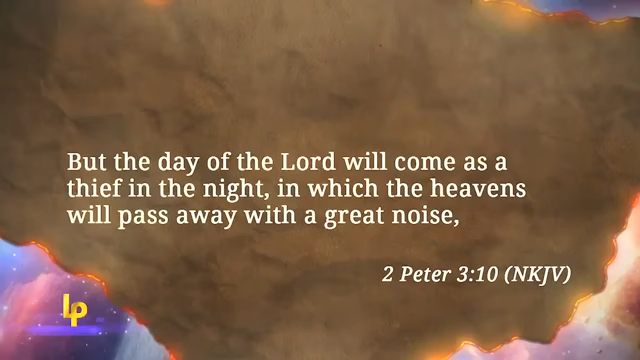 But the day of the Lord will come as a
thief in the night, in which the heavens
will pass away with a great noise,
2 Peter 3:10 (NKJV)
LP